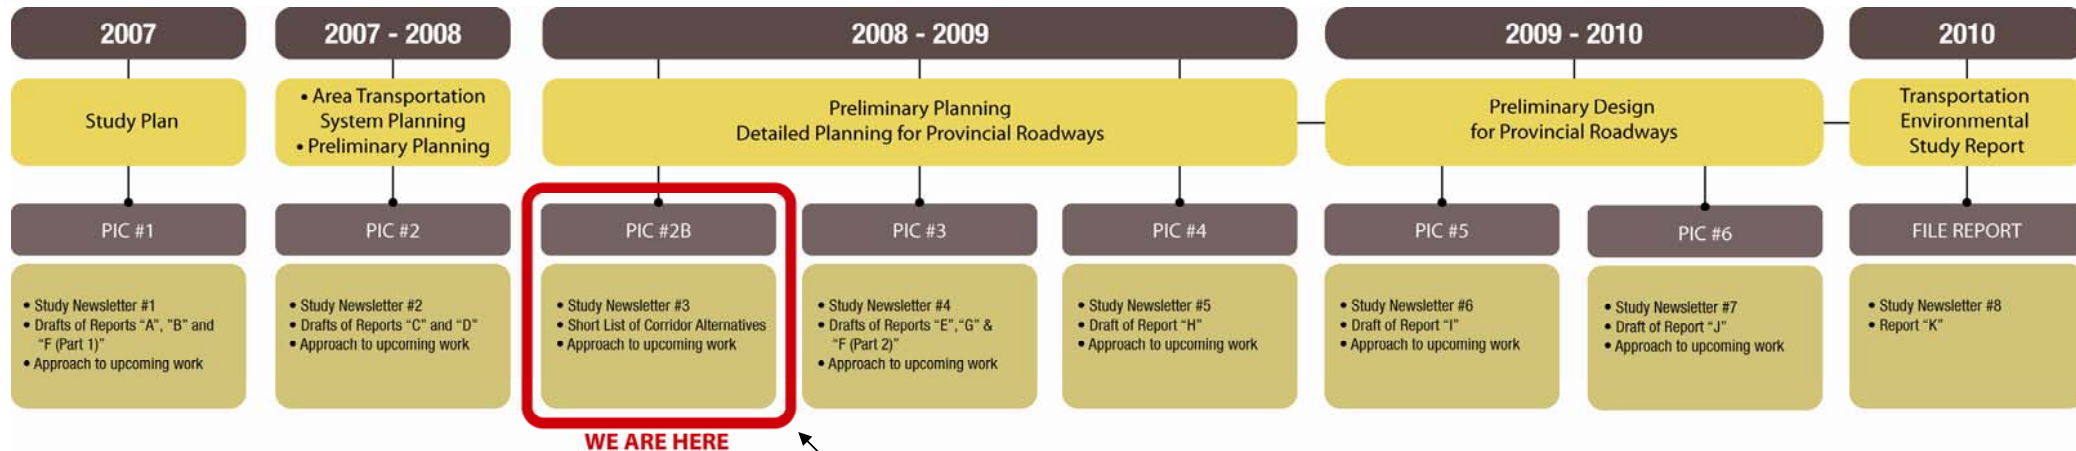 2007
2007 - 2008
2008 - 2009
2009 - 2010
2010
Study Plan
• Area Transportation
System Planning
• Preliminary Planning
Preliminary Planning
Detailed Planning for Provincial Roadways
Preliminary Design
for Provincial Roadways
Transportation
Environmental
Study Report
PIC #1
PIC #2
PIC #2B
PIC #3
PIC #4
PIC #5
PIC #6
FILE REPORT
• Study Newsletter #1
• Drafts of Reports “A”, ”B” and
“F (Part 1)”
• Approach to upcoming work
• Study Newsletter #2
• Drafts of Reports “C” and “D”
• Approach to upcoming work
• Study Newsletter #3
• Short List of Corridor Alternatives
• Approach to upcoming work
• Study Newsletter #4
• Drafts of Reports “E”,“G” &
“F (Part 2)”
• Approach to upcoming work
• Study Newsletter #5
• Draft of Report “H”
• Approach to upcoming work
• Study Newsletter #6
• Draft of Report “I”
• Approach to upcoming work
• Study Newsletter #7
• Draft of Report “J”
• Approach to upcoming work
• Study Newsletter #8
• Report “K”
WE ARE HERE